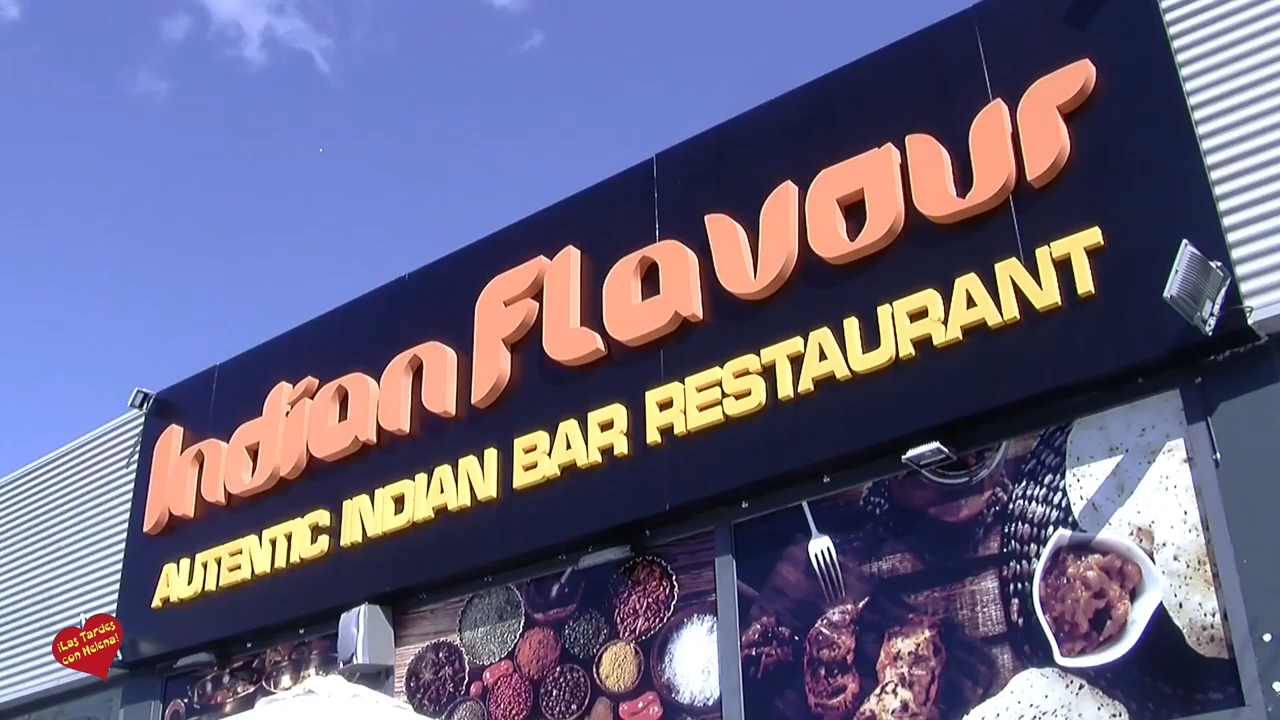 Indian Flavour
AUTENTIC INDIAN BAR RESTAURANT
¡Las Tardes
con Helena!